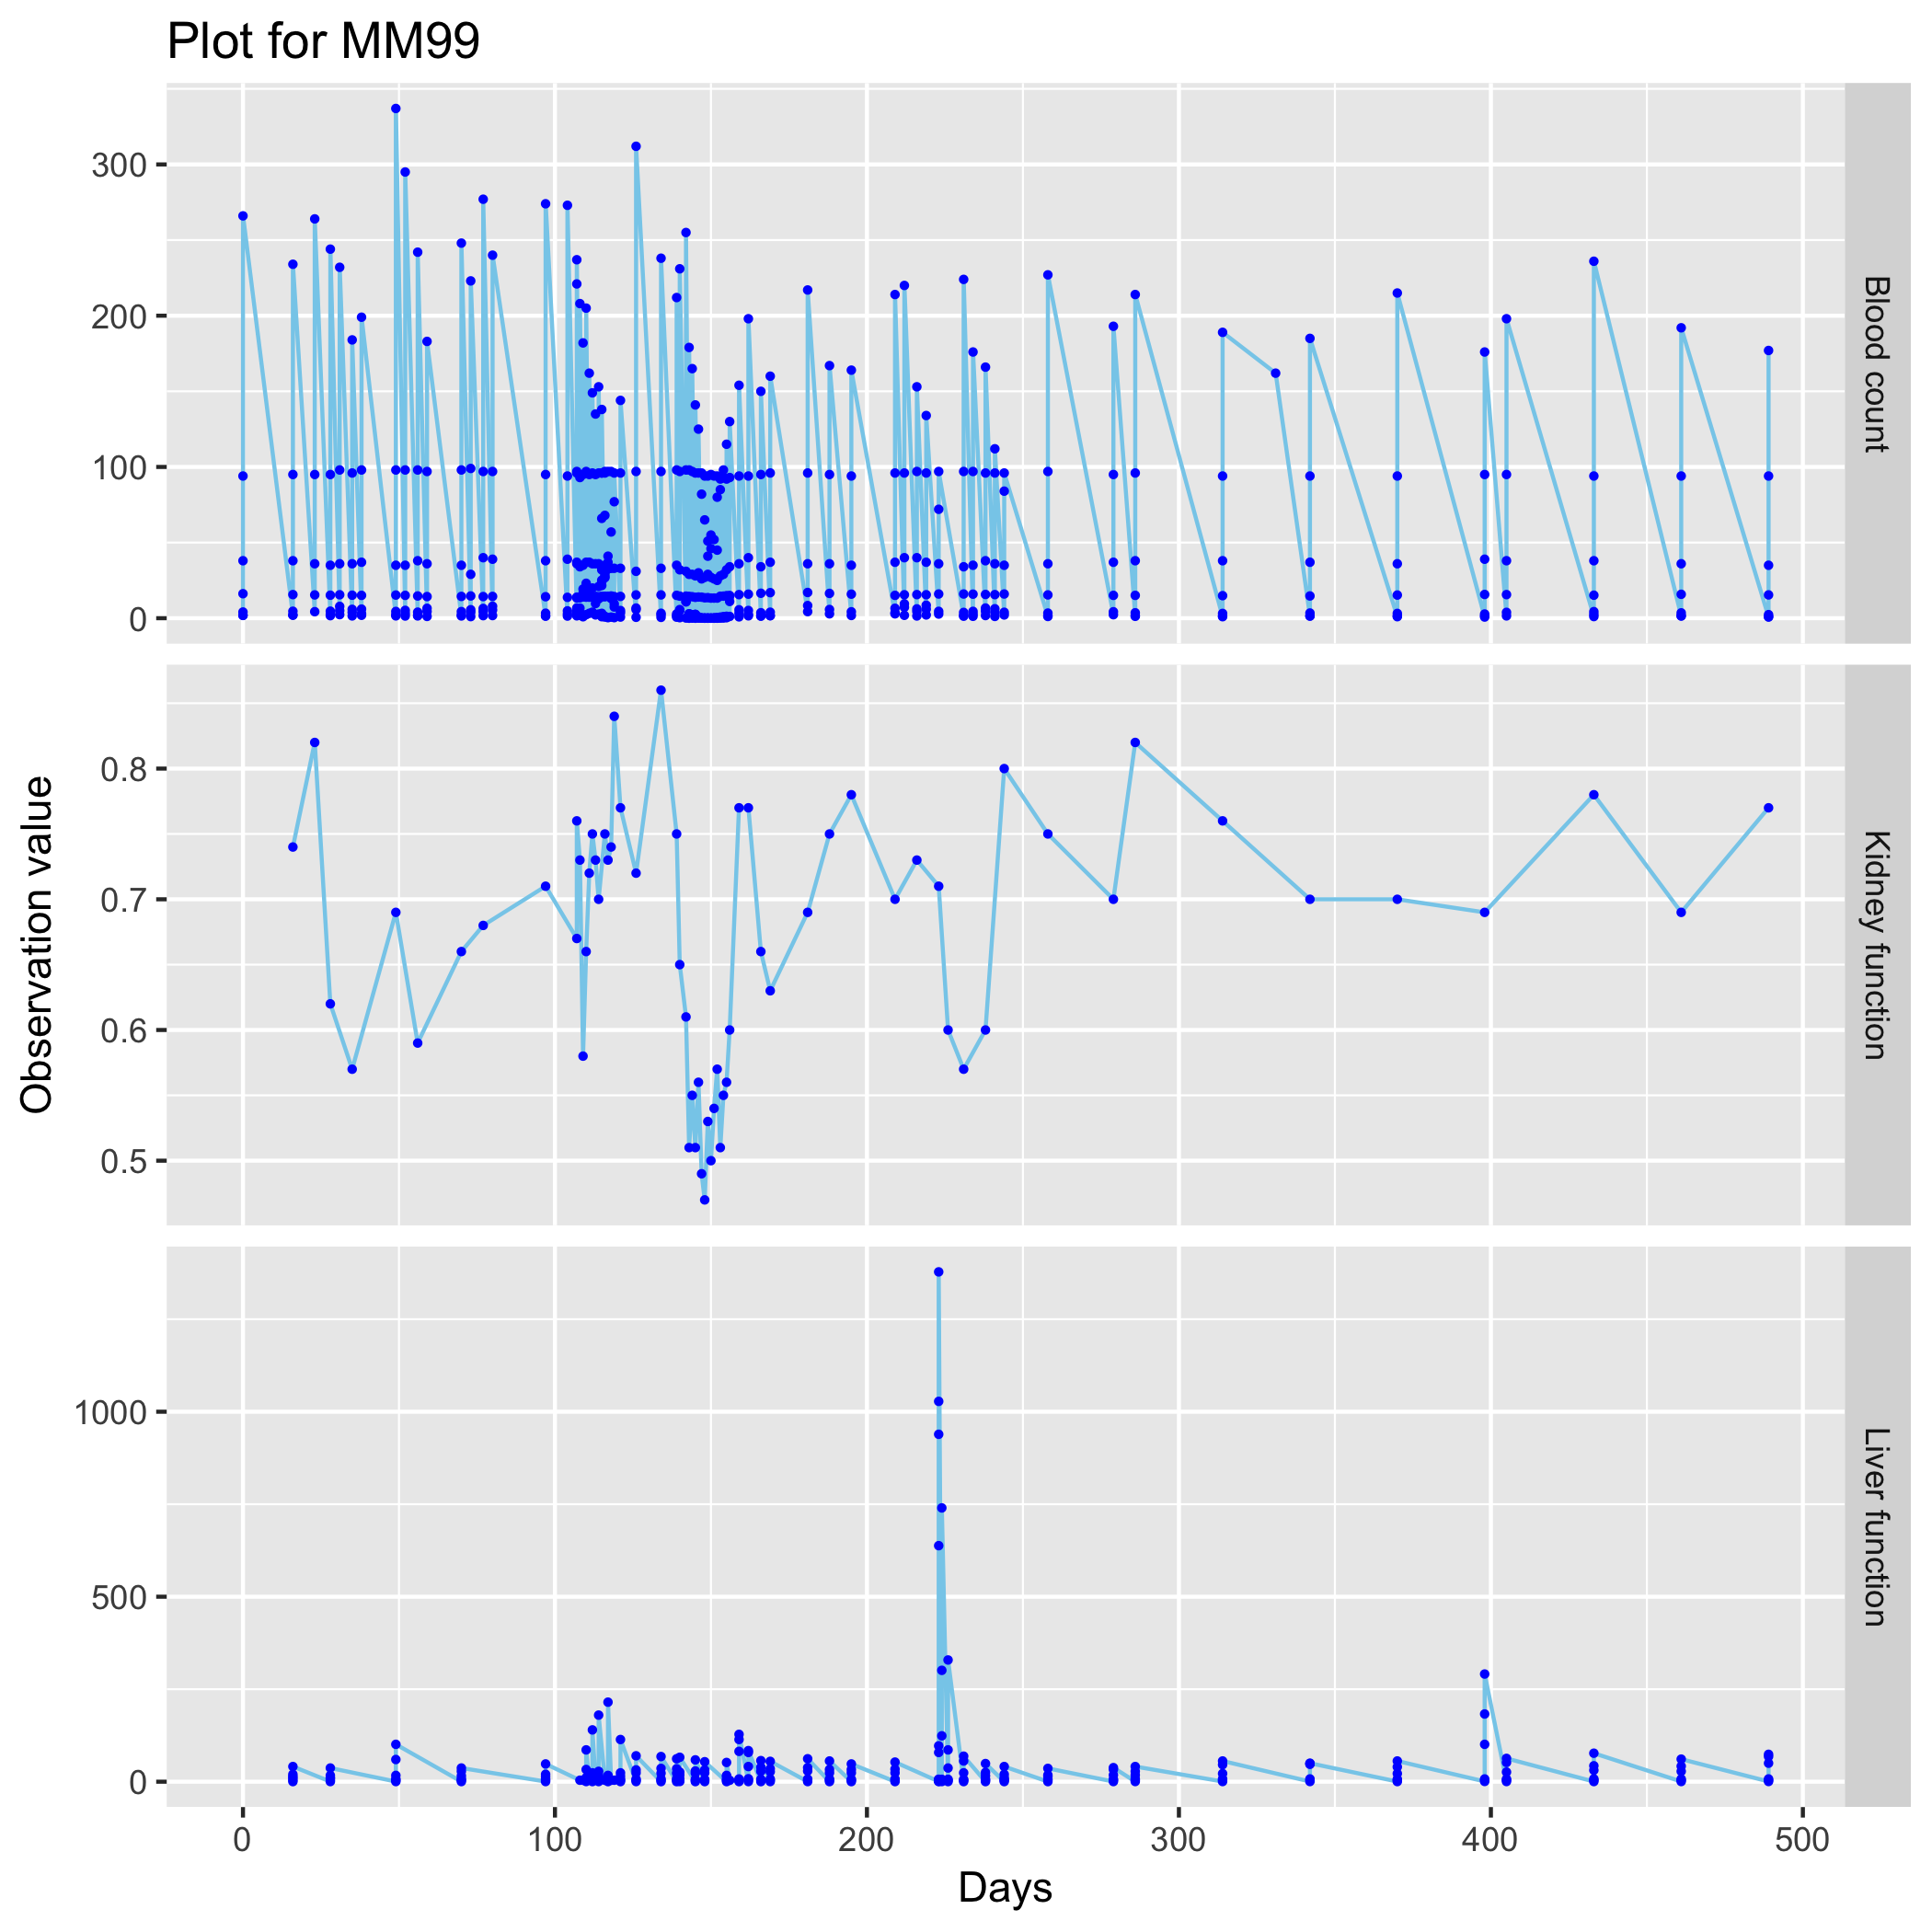 Plot for MM99
300
200
100
0
Blood count
Observation value
0.8
0.7
0.6
0.5
Kidney function
1000
500
0
Liver function
0 100 200 300 400 500
Days